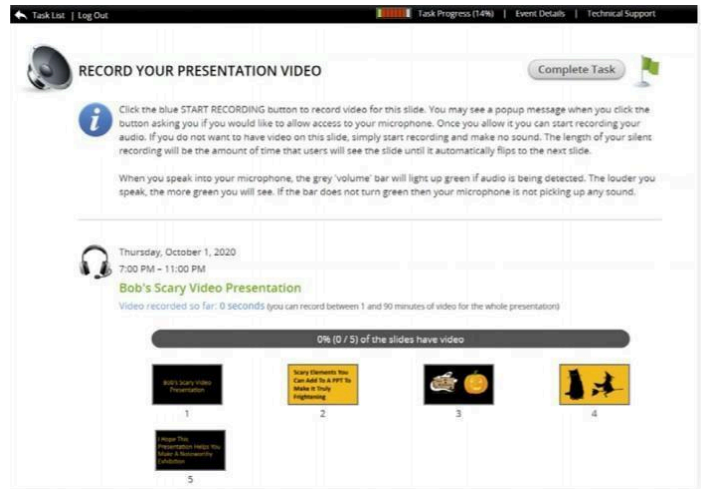 Task List | Log Out
Task Progress (14%) | Event Details | Technical Support
RECORD YOUR PRESENTATION VIDEO
Complete Task
Click the blue START RECORDING button to record video for this slide. You may see a popup message when you click the
button asking you if you would like to allow access to your microphone. Once you allow it you can start recording your
audio. If you do not want to have video on this slide, simply start recording and make no sound. The length of your silent
recording will be the amount of time that users will see the slide until it automatically flips to the next slide.
When you speak into your microphone, the grey 'volume' bar will light up green if audio is being detected. The louder you
speak, the more green you will see. If the bar does not turn green then your microphone is not picking up any sound.
Thursday, October 1, 2020
7:00 PM – 11:00 PM
Bob's Scary Video Presentation
Video recorded so far: 0 seconds (you can record between 1 and 90 minutes of video for the whole presentation)
0% (0 / 5) of the slides have video
Bob's Scary Video
Presentation
1
Scary Elements You
Can Add To A PPT To
Make It Truly
Frightening
2
3
4
I Hope This
Presentation Helps You
Make A Noteworthy
Exhibition
5